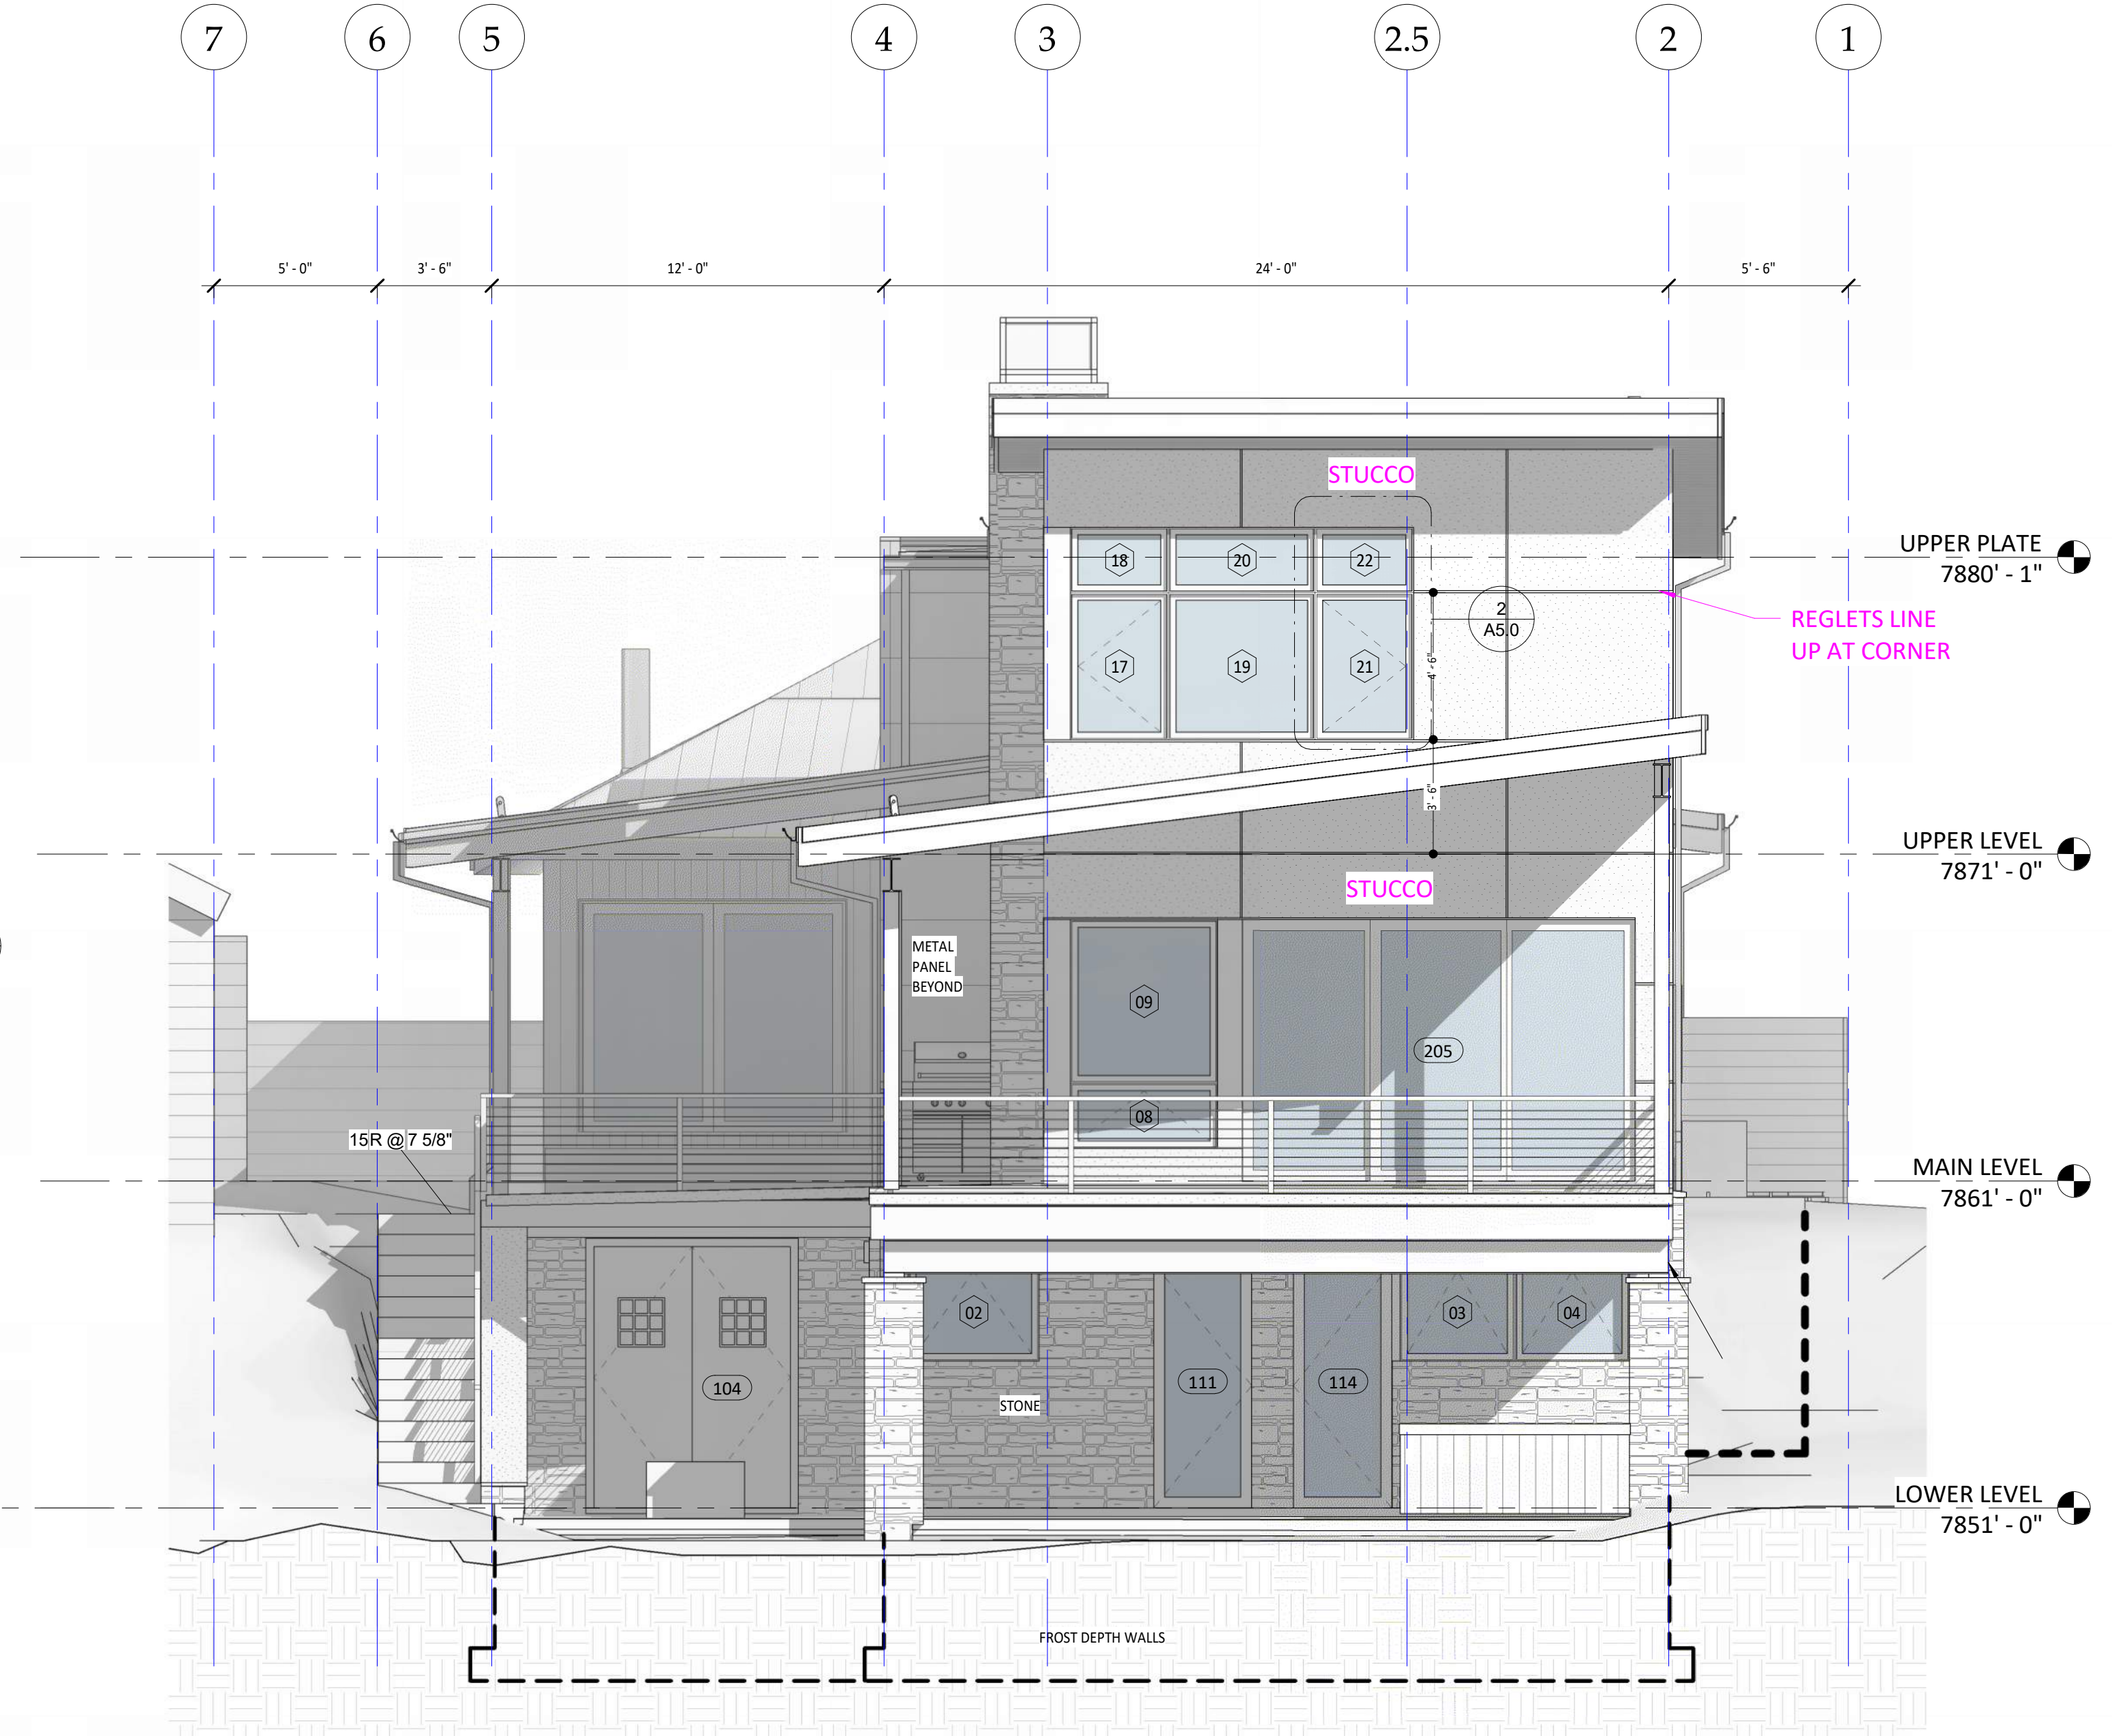 7
6
5
4
3
2.5
2
1
5' - 0"
3' - 6"
12' - 0"
24' - 0"
5' - 6"
STUCCO
UPPER PLATE
7880' - 1"
18
20
22
2
A5.0
REGLETS LINE
UP AT CORNER
17
19
21
4' - 6"
3' - 6"
UPPER LEVEL
7871' - 0"
STUCCO
METAL
PANEL
BEYOND
09
205
08
15R @ 7 5/8"
MAIN LEVEL
7861' - 0"
02
03
04
104
111
114
STONE
LOWER LEVEL
7851' - 0"
FROST DEPTH WALLS